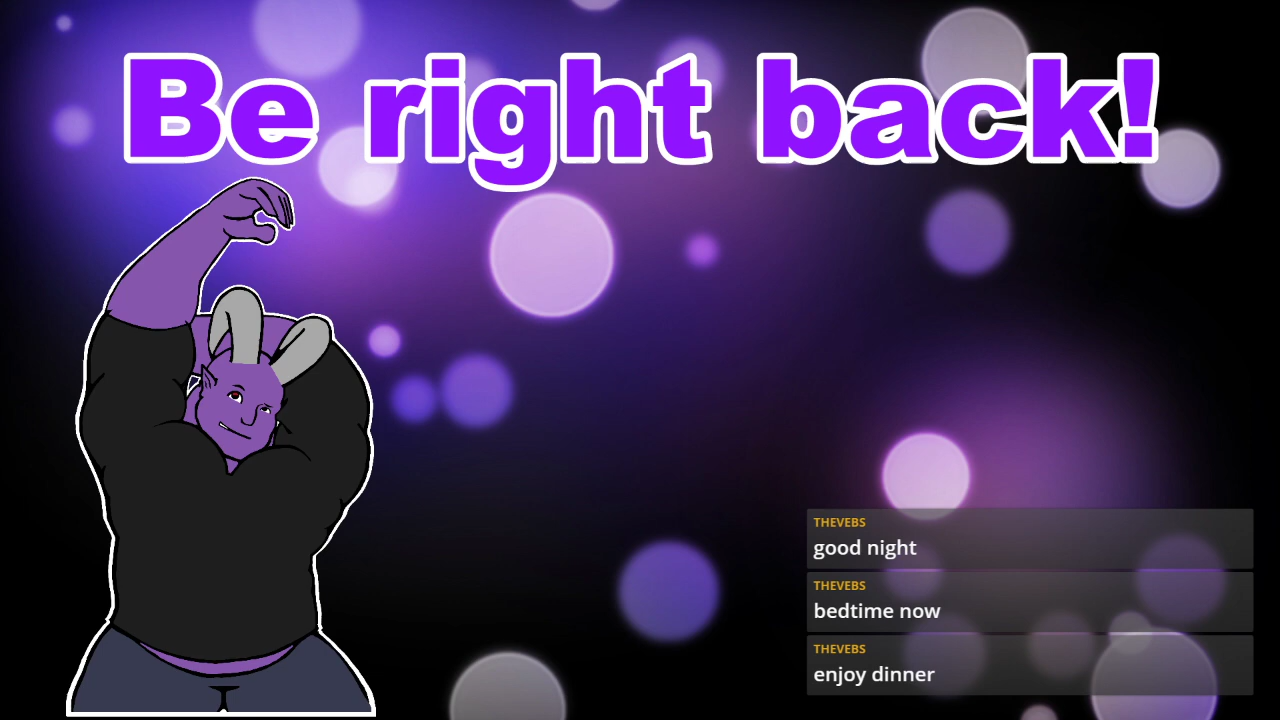 Be right back!
THEVEBS
good night
THEVEBS
bedtime now
THEVEBS
enjoy dinner